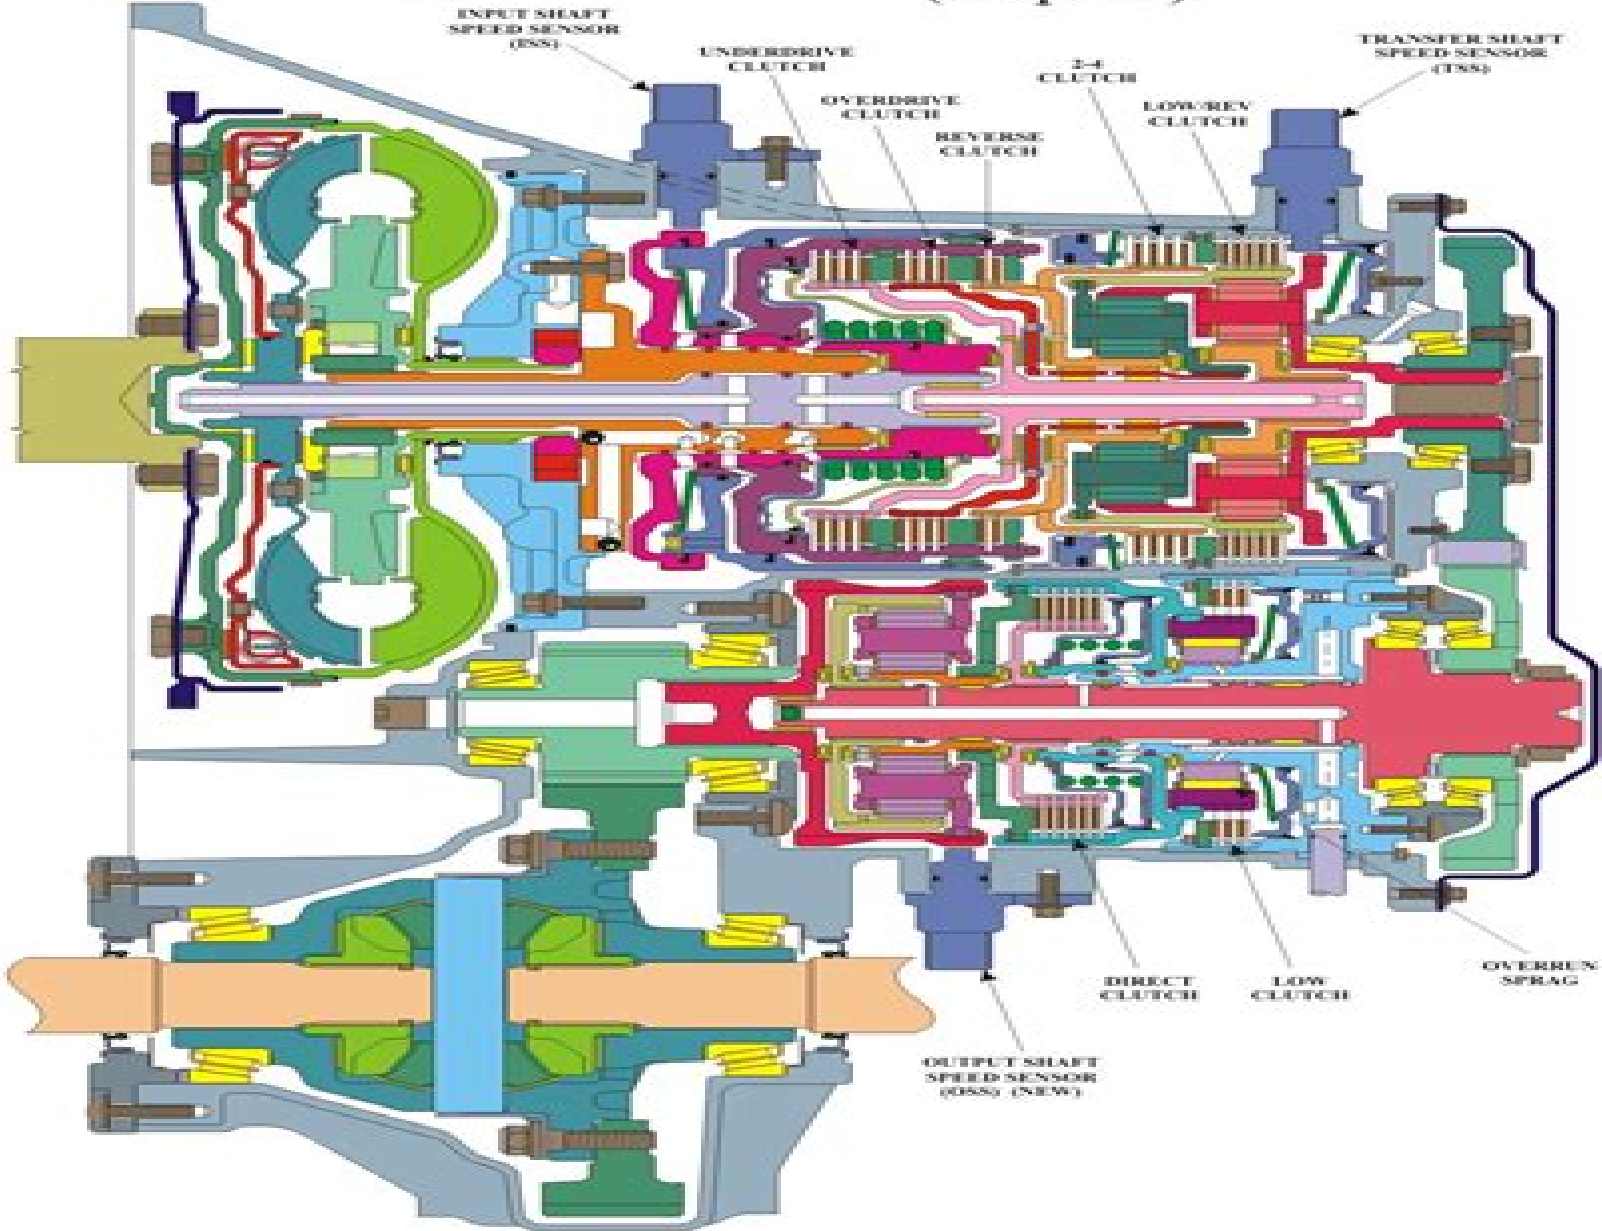 INPUT SHAFT
SPEED SENSOR
(ISS)
UNDERDRIVE
CLUTCH
OVERDRIVE
CLUTCH
REVERSE
CLUTCH
2-4
CLUTCH
LOW/REV
CLUTCH
TRANSFER SHAFT
SPEED SENSOR
(TSS)
DIRECT
CLUTCH
LOW
CLUTCH
OVERRUN
SPRAG
OUTPUT SHAFT
SPEED SENSOR
(OSS) (NEW)